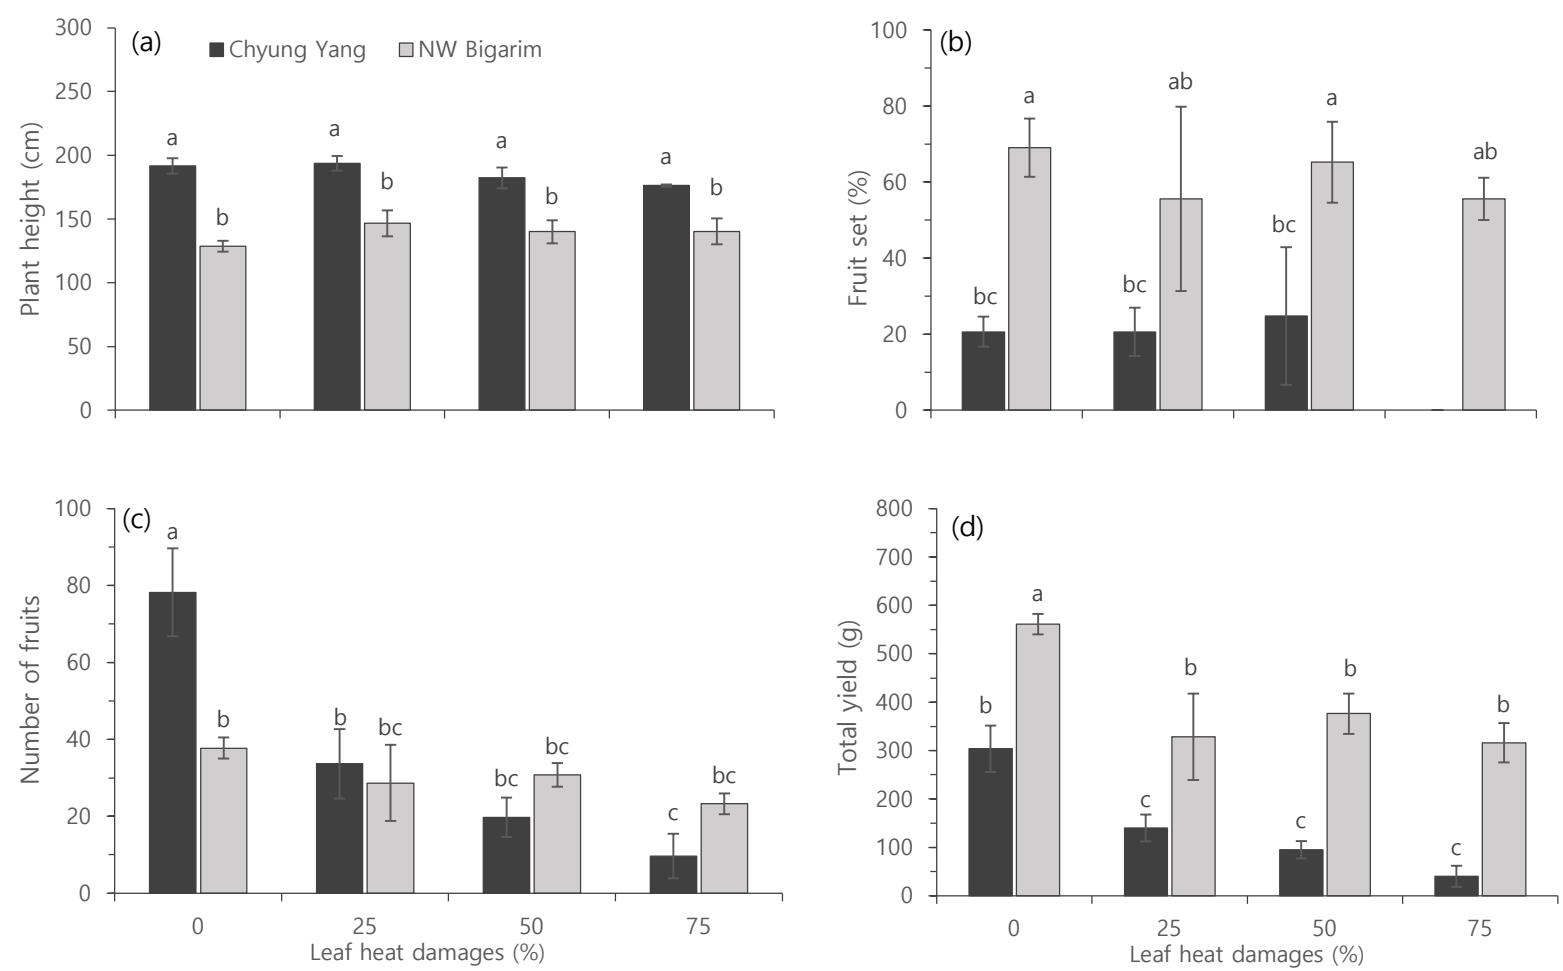 (a)
Chyung Yang NW Bigarim
Plant height (cm)
300
250
200
150
100
50
0
a
b
a
b
a
b
a
b
(b)
Fruit set (%)
100
80
60
40
20
0
bc
a
bc
ab
bc
a
ab
(c)
Number of fruits
100
80
60
40
20
0
a
b
b
bc
bc
bc
c
bc
0 25 50 75
Leaf heat damages (%)
(d)
Total yield (g)
800
700
600
500
400
300
200
100
0
b
a
c
b
c
b
c
b
0 25 50 75
Leaf heat damages (%)